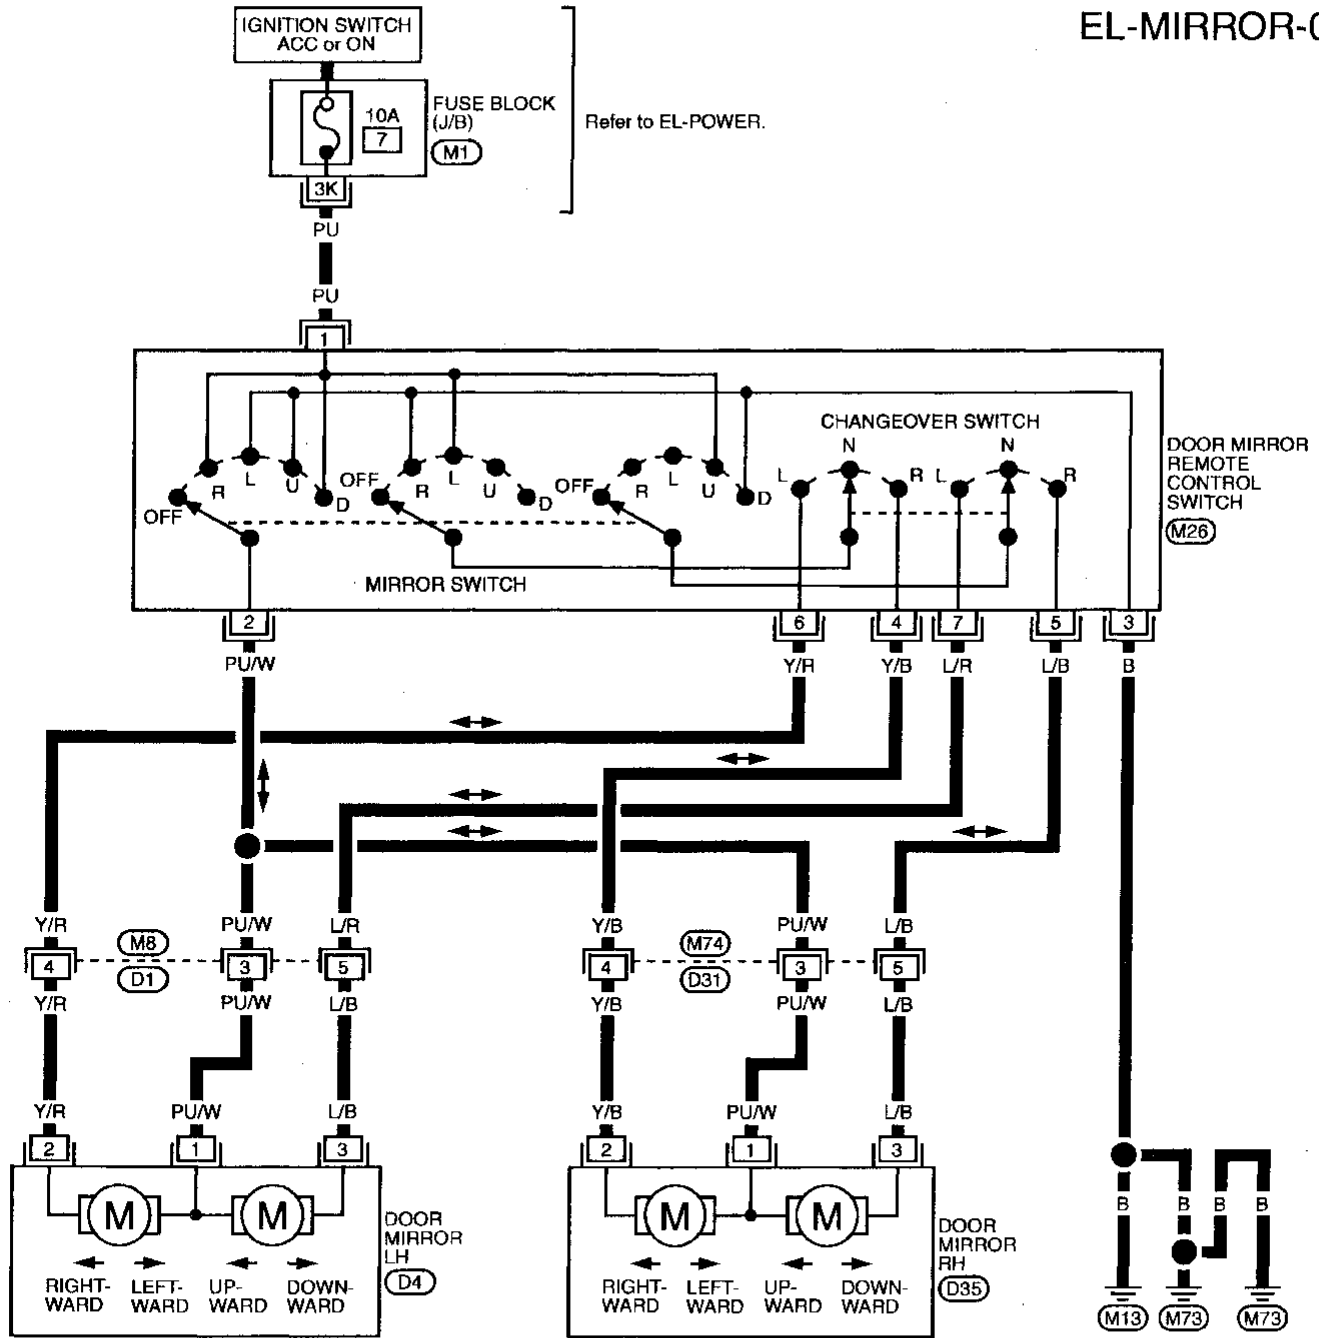 EL-MIRROR-0
IGNITION SWITCH
ACC or ON
10A
7
FUSE BLOCK
(J/B)
M1
Refer to EL-POWER.
3K
PU
PU
1
OFF
R
L
U
D
OFF
R
L
U
D
OFF
R
L
U
D
MIRROR SWITCH
CHANGEOVER SWITCH
L
N
R
L
N
R
DOOR MIRROR
REMOTE
CONTROL
SWITCH
M26
2 6 4 7 5 3
PU/W Y/R Y/B L/R L/B B
Y/R PU/W L/R Y/B PU/W L/B
M8 M74
4 3 5 4 3 5
D1 D31
Y/R PU/W L/B Y/B PU/W L/B
Y/R PU/W L/B Y/B PU/W L/B
2 1 3 2 1 3
M M M M
DOOR
MIRROR
LH
D4
RIGHT-
WARD
LEFT-
WARD
UP-
WARD
DOWN-
WARD
DOOR
MIRROR
RH
D35
RIGHT-
WARD
LEFT-
WARD
UP-
WARD
DOWN-
WARD
B B B B
M13 M73 M73